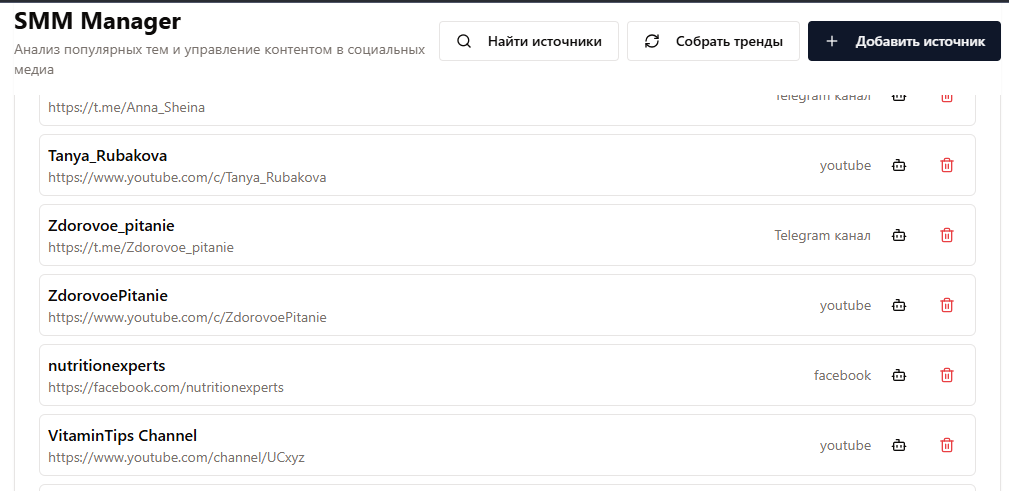 SMM Manager
Анализ популярных тем и управление контентом в социальных
медиа
Найти источники
Собрать тренды
Добавить источник
https://t.me/Anna_Sheina
Telegram канал
Tanya_Rubakova
https://www.youtube.com/c/Tanya_Rubakova
youtube
Zdorovoe_pitanie
https://t.me/Zdorovoe_pitanie
Telegram канал
ZdorovoePitanie
https://www.youtube.com/c/ZdorovoePitanie
youtube
nutritionexperts
https://facebook.com/nutritionexperts
facebook
VitaminTips Channel
https://www.youtube.com/channel/UCxyz
youtube